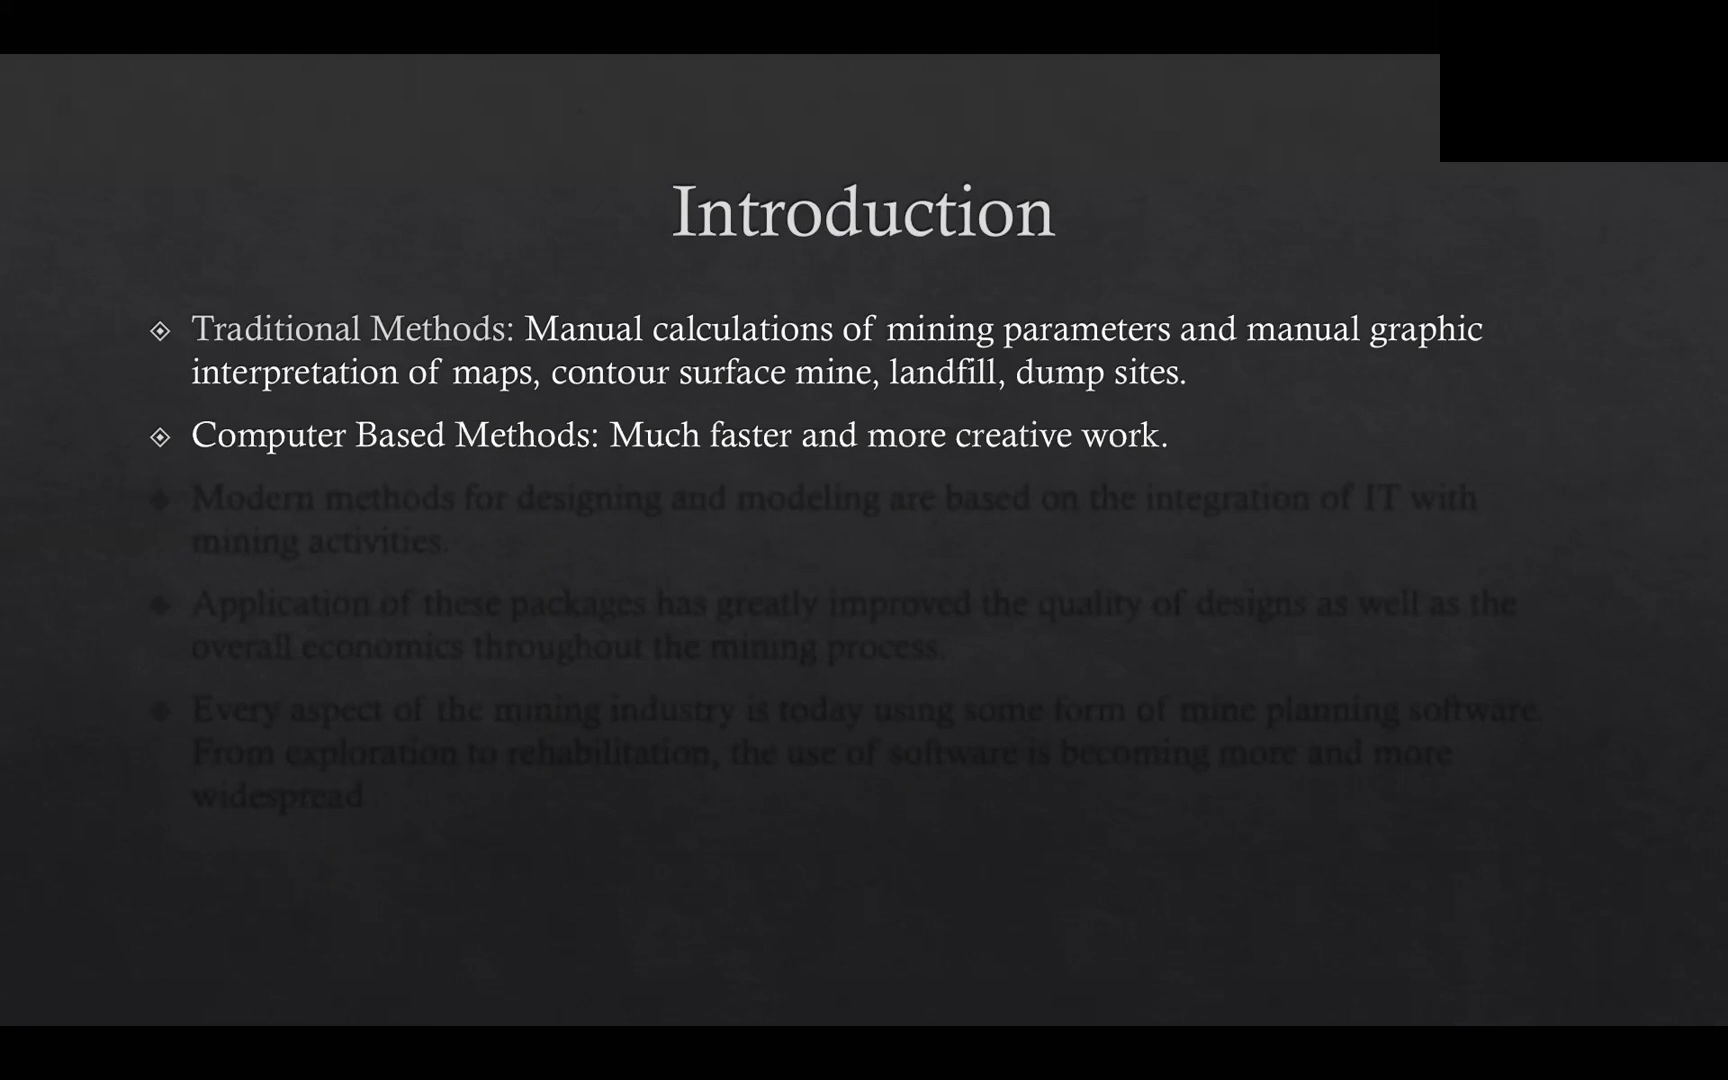 Introduction
Traditional Methods: Manual calculations of mining parameters and manual graphic
interpretation of maps, contour surface mine, landfill, dump sites.
Computer Based Methods: Much faster and more creative work.
Modern methods for designing and modeling are based on the integration of IT with
mining activities.
Application of these packages has greatly improved the quality of designs as well as the
overall economics throughout the mining process.
Every aspect of the mining industry is today using some form of mine planning software.
From exploration to rehabilitation, the use of software is becoming more and more
widespread